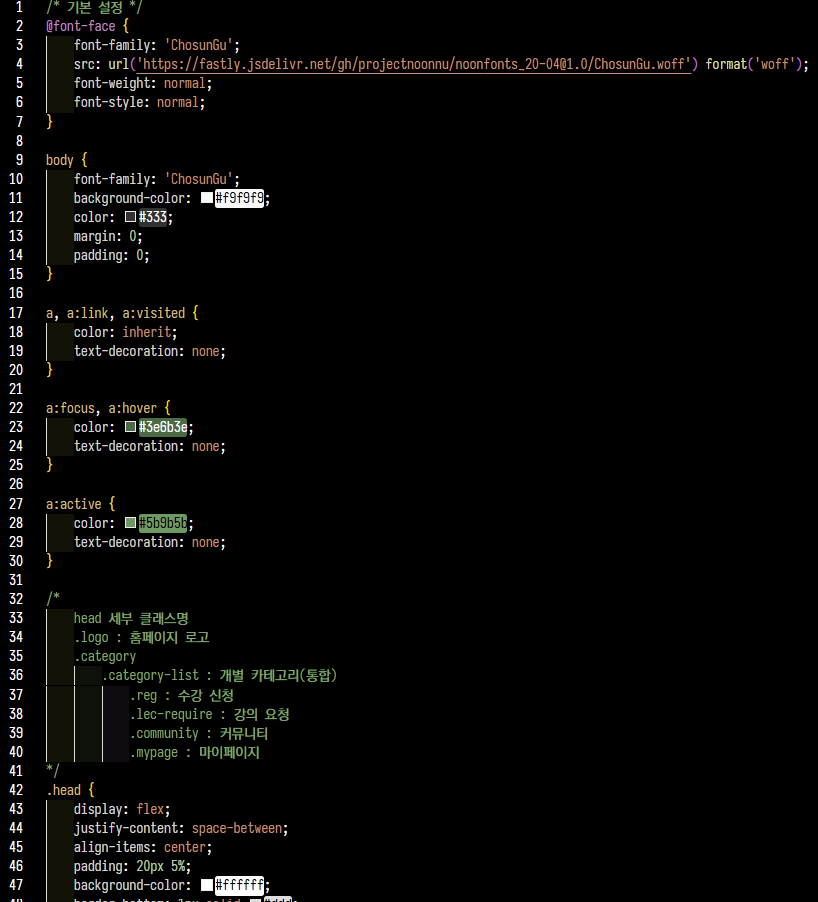 1 /* 기본 설정 */
2 @font-face {
3 font-family: 'ChosunGu';
4 src: url('https://fastly.jsdelivr.net/gh/projectnoonnu/noonfonts_20-04@1.0/ChosunGu.woff') format('woff');
5 font-weight: normal;
6 font-style: normal;
7 }
8
9 body {
10 font-family: 'ChosunGu';
11 background-color: #f9f9f9;
12 color: #333;
13 margin: 0;
14 padding: 0;
15 }
16
17 a, a:link, a:visited {
18 color: inherit;
19 text-decoration: none;
20 }
21
22 a:focus, a:hover {
23 color: #3e6b3e;
24 text-decoration: none;
25 }
26
27 a:active {
28 color: #5b9b5b;
29 text-decoration: none;
30 }
31
32 /*
33 head 세부 클래스명
34 .logo : 홈페이지 로고
35 .category
36 .category-list : 개별 카테고리(통합)
37 .reg : 수강 신청
38 .lec-require : 강의 요청
39 .community : 커뮤니티
40 .mypage : 마이페이지
41 */
42 .head {
43 display: flex;
44 justify-content: space-between;
45 align-items: center;
46 padding: 20px 5%;
47 background-color: #ffffff;
48 border-bottom: 1px solid #ddd;